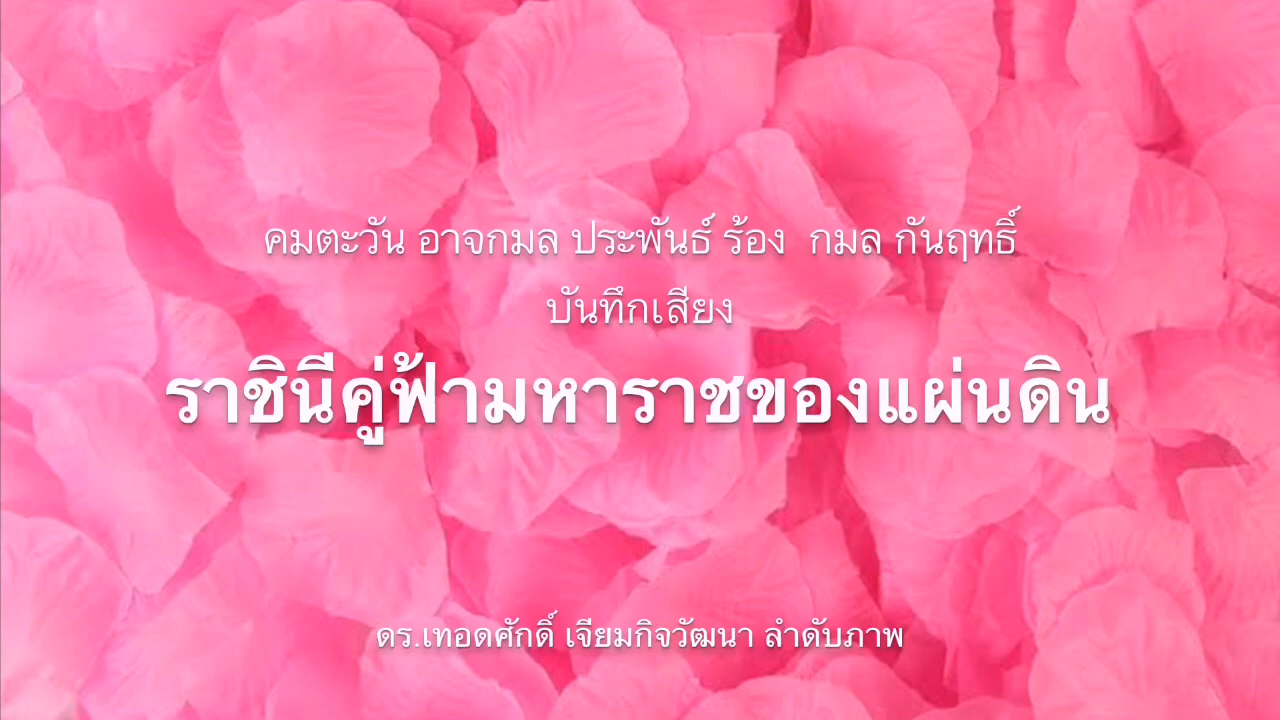 คมตะวัน อาจกมล ประพันธ์ ร้อง  กมล กันฤทธิ์
บันทึกเสียง
ราชินีคู่ฟ้ามหาราชของแผ่นดิน
ดร.เทอดศักดิ์ เจียมกิจวัฒนา ลำดับภาพ